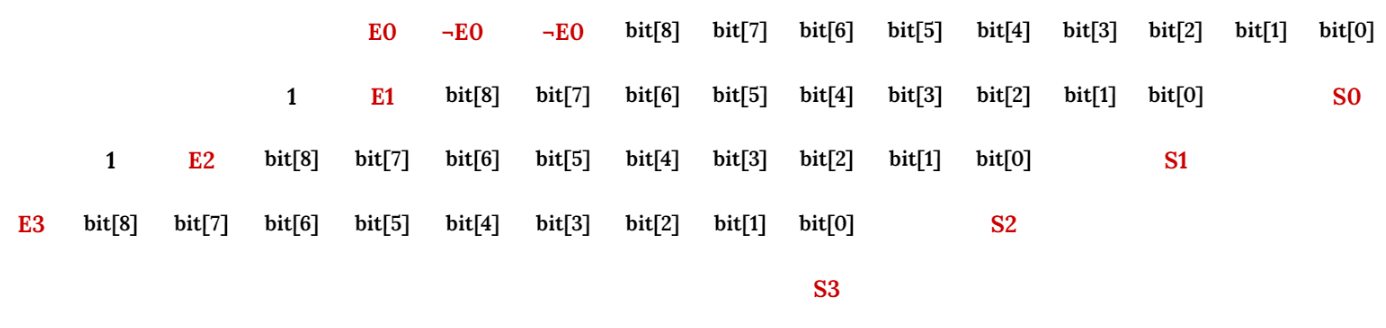 E0 ¬E0 ¬E0 bit[8] bit[7] bit[6] bit[5] bit[4] bit[3] bit[2] bit[1] bit[0]
1 E1 bit[8] bit[7] bit[6] bit[5] bit[4] bit[3] bit[2] bit[1] bit[0] S0
1 E2 bit[8] bit[7] bit[6] bit[5] bit[4] bit[3] bit[2] bit[1] bit[0] S1
E3 bit[8] bit[7] bit[6] bit[5] bit[4] bit[3] bit[2] bit[1] bit[0] S2
S3